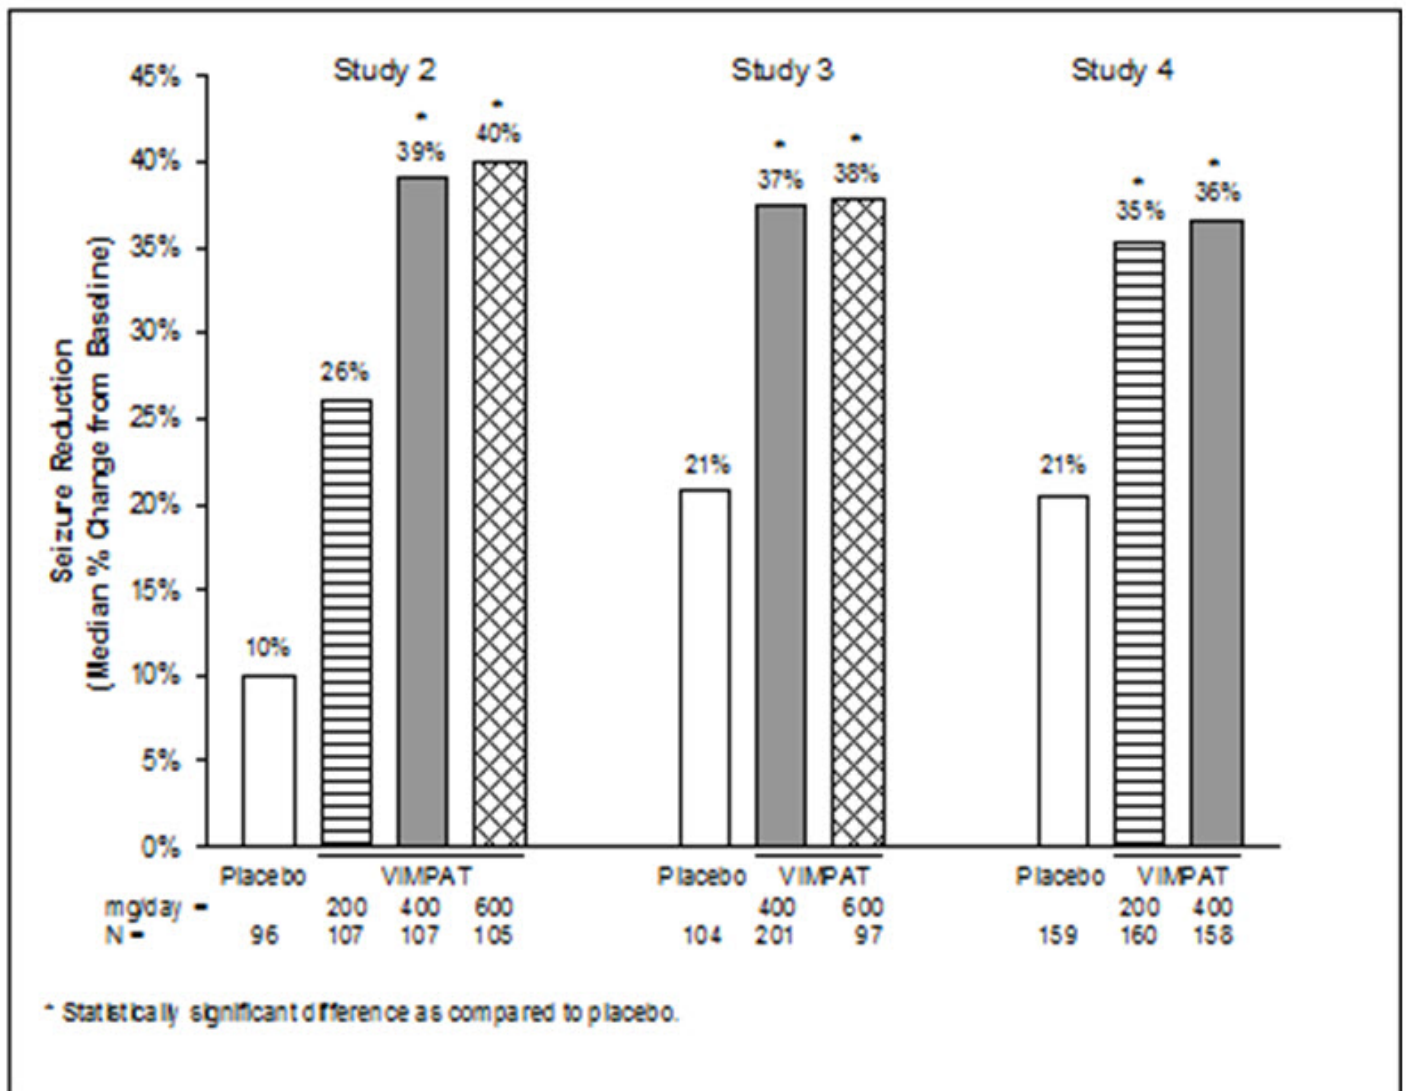 Study 2 Study 3 Study 4
45%
40%
35%
30%
25%
20%
15%
10%
5%
0%
Seizure Reduction
(Median % Change from Baseline)
10% 26% 39% * 40% *
21% 37% * 38% *
21% 35% * 36% *
Placebo VIMPAT Placebo VIMPAT Placebo VIMPAT
mg/day = 200 400 600 400 600 200 400
N = 96 107 107 105 104 201 97 159 160 158
* Statistically significant difference as compared to placebo.